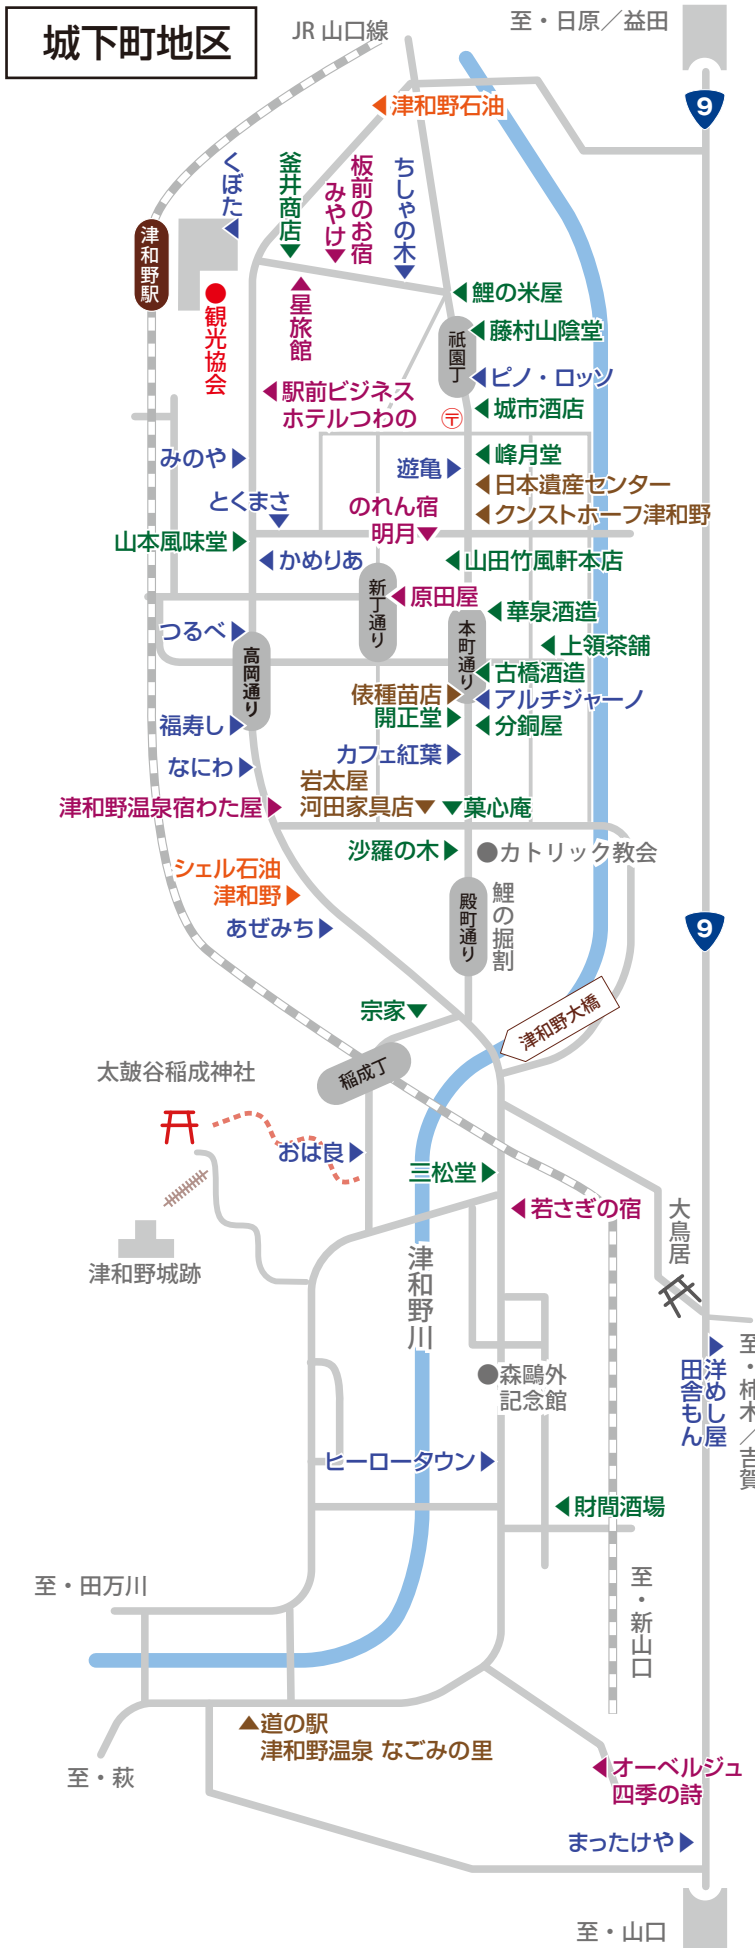 城下町地区
JR 山口線
至・日原／益田
9
津和野石油
くぼた
釜井商店
板前のお宿
みやけ
ちしゃの木
津和野駅
観光協会
星旅館
鯉の米屋
藤村山陰堂
祇園丁
ピノ・ロッソ
駅前ビジネス
ホテルつわの
〒
城市酒店
みのや
遊亀
峰月堂
日本遺産センター
とくまさ
のれん宿
明月
クンストホーフ津和野
山本風味堂
かめりあ
山田竹風軒本店
新丁通り
原田屋
華泉酒造
つるべ
高岡通り
本町通り
上領茶舗
古橋酒造
俵種苗店
アルチジャーノ
福寿し
開正堂
分銅屋
なにわ
カフェ紅葉
津和野温泉宿わた屋
岩太屋
河田家具店
菓心庵
沙羅の木
カトリック教会
シェル石油
津和野
殿町通り
鯉の掘割
9
あぜみち
宗家
津和野大橋
稲成丁
太皷谷稲成神社
おは良
三松堂
若さぎの宿
大鳥居
津和野城跡
津和野川
洋めし屋
田舎もん
至・柿木／吉賀
森鷗外
記念館
ヒーロータウン
財間酒場
至・田万川
至・新山口
道の駅
津和野温泉 なごみの里
至・萩
オーベルジュ
四季の詩
まったけや
至・山口